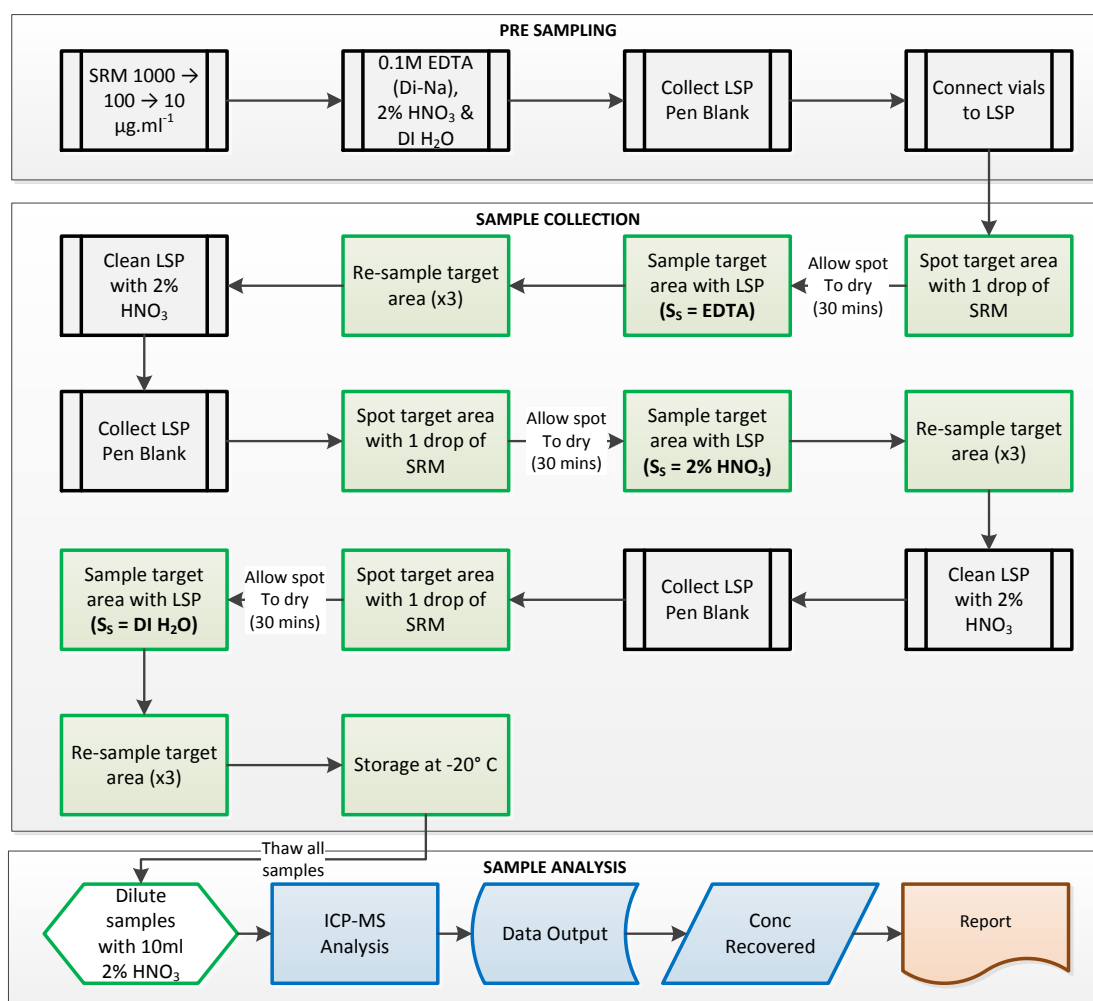 PRE SAMPLING
SRM 1000 →
100 → 10
µg.ml⁻¹
0.1M EDTA
(Di-Na),
2% HNO₃ &
DI H₂O
Collect LSP
Pen Blank
Connect vials
to LSP
SAMPLE COLLECTION
Spot target area
with 1 drop of
SRM
Allow spot
To dry
(30 mins)
Sample target
area with LSP
(Sₛ = EDTA)
Re-sample target
area (x3)
Clean LSP
with 2%
HNO₃
Collect LSP
Pen Blank
Spot target area
with 1 drop of
SRM
Allow spot
To dry
(30 mins)
Sample target
area with LSP
(Sₛ = 2% HNO₃)
Re-sample target
area (x3)
Clean LSP
with 2%
HNO₃
Collect LSP
Pen Blank
Spot target area
with 1 drop of
SRM
Allow spot
To dry
(30 mins)
Sample target
area with LSP
(Sₛ = DI H₂O)
Re-sample target
area (x3)
Storage at -20° C
Thaw all
samples
SAMPLE ANALYSIS
Dilute
samples
with 10ml
2% HNO₃
ICP-MS
Analysis
Data Output
Conc
Recovered
Report